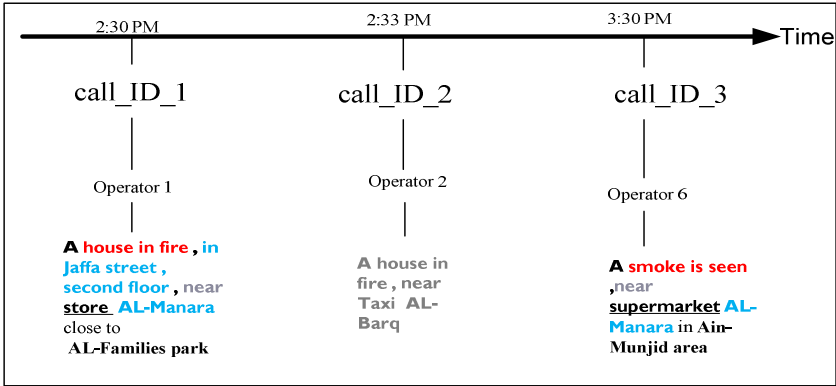 2:30 PM
2:33 PM
3:30 PM
Time
call_ID_1
call_ID_2
call_ID_3
Operator 1
Operator 2
Operator 6
A house in fire , in
Jaffa street ,
second floor , near
store AL-Manara
close to
AL-Families park
A house in
fire , near
Taxi AL-
Barq
A smoke is seen
,near
supermarket AL-
Manara in Ain-
Munjid area